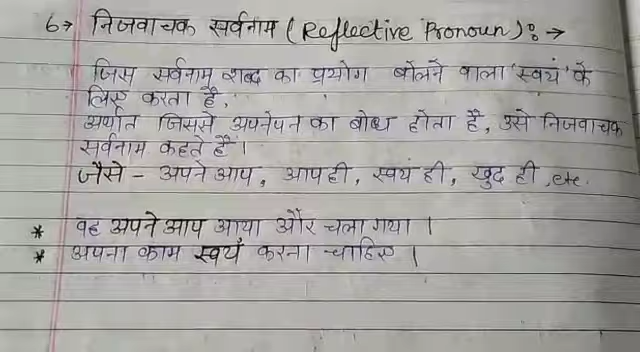 6→ निजवाचक सर्वनाम (Reflective Pronoun) : →
जिस सर्वनाम शब्द का प्रयोग बोलने वाला 'स्वयं' के
लिए करता है,
अर्थात जिससे अपनेपन का बोध होता है, उसे निजवाचक
सर्वनाम कहते हैं।
जैसे - अपने आप, आप ही, स्वयं ही, खुद ही, etc.
* वह अपने आप आया और चला गया ।
* अपना काम स्वयं करना चाहिए ।